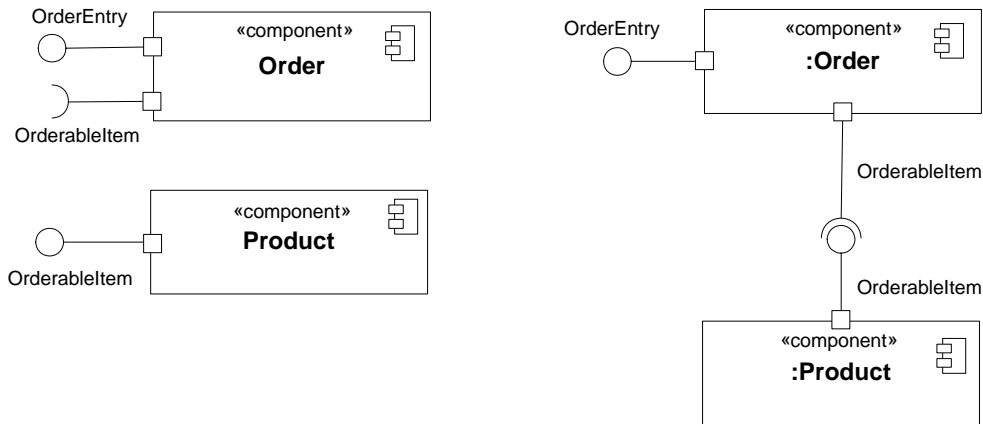 OrderEntry
«component»
Order
OrderableItem
«component»
Product
OrderableItem
OrderEntry
«component»
:Order
OrderableItem
OrderableItem
«component»
:Product